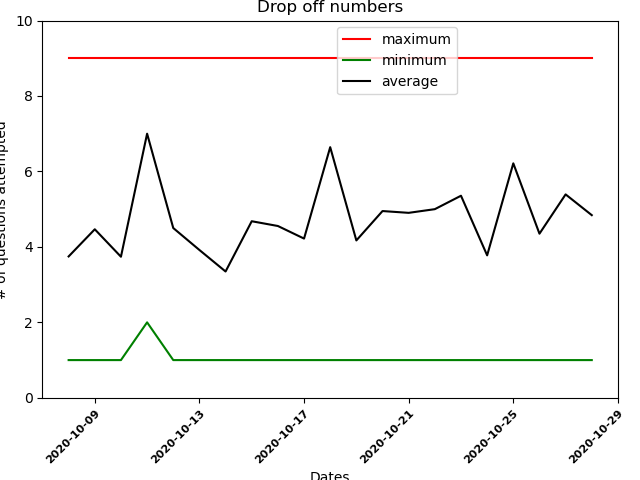 Drop off numbers
maximum
minimum
average
10
8
6
4
2
0
# of questions attempted
2020-10-09
2020-10-13
2020-10-17
2020-10-21
2020-10-25
2020-10-29
Dates